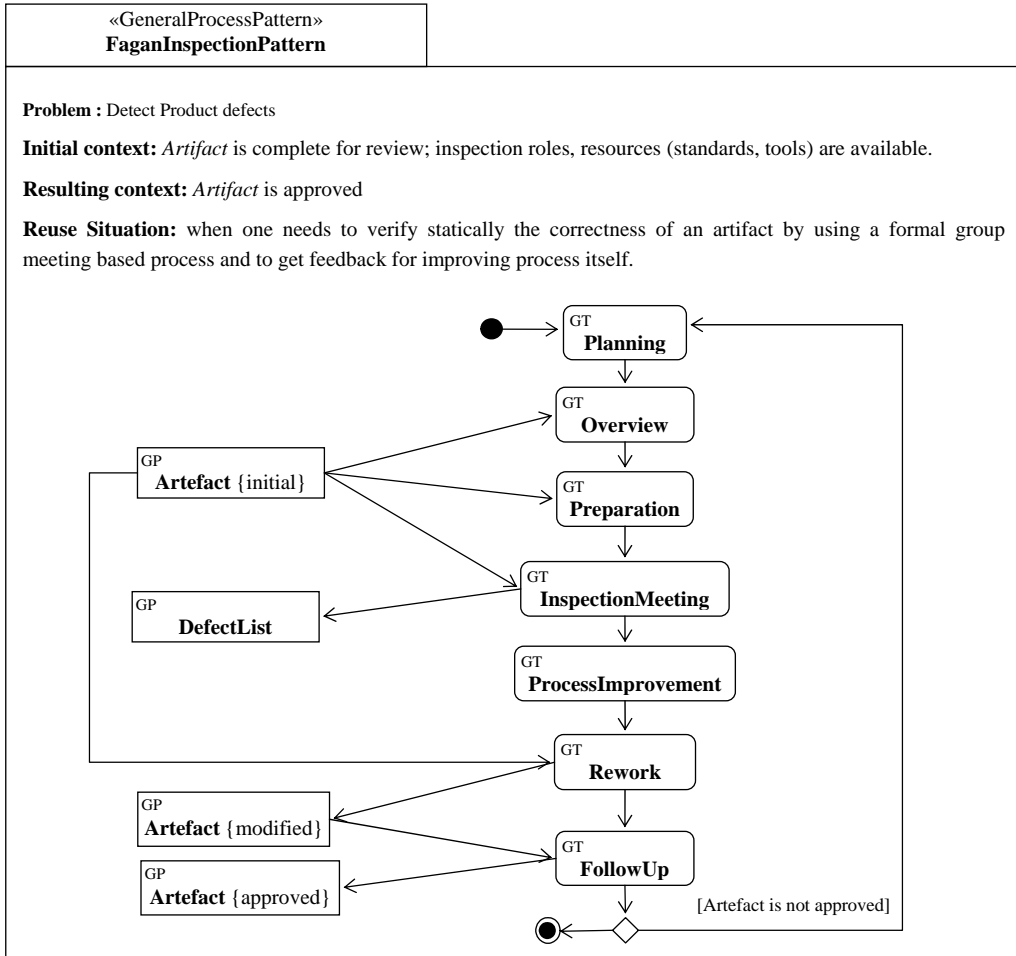 «GeneralProcessPattern»
FaganInspectionPattern
Problem : Detect Product defects
Initial context: Artifact is complete for review; inspection roles, resources (standards, tools) are available.
Resulting context: Artifact is approved
Reuse Situation: when one needs to verify statically the correctness of an artifact by using a formal group
meeting based process and to get feedback for improving process itself.
GT
Planning
GT
Overview
GP
Artefact {initial}
GT
Preparation
GT
InspectionMeeting
GP
DefectList
GT
ProcessImprovement
GT
Rework
GP
Artefact {modified}
GT
FollowUp
GP
Artefact {approved}
[Artefact is not approved]